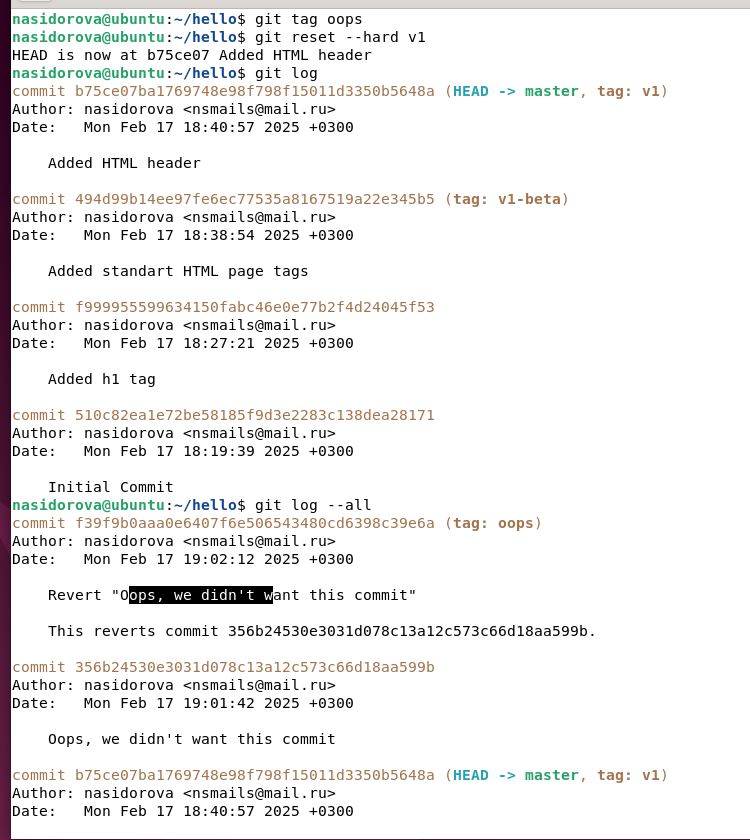 nasidorova@ubuntu:~/hello$ git tag oops
nasidorova@ubuntu:~/hello$ git reset --hard v1
HEAD is now at b75ce07 Added HTML header
nasidorova@ubuntu:~/hello$ git log
commit b75ce07ba1769748e98f798f15011d3350b5648a (HEAD -> master, tag: v1)
Author: nasidorova <nsmails@mail.ru>
Date:   Mon Feb 17 18:40:57 2025 +0300

    Added HTML header

commit 494d99b14ee97fe6ec77535a8167519a22e345b5 (tag: v1-beta)
Author: nasidorova <nsmails@mail.ru>
Date:   Mon Feb 17 18:38:54 2025 +0300

    Added standart HTML page tags

commit f999955599634150fabc46e0e77b2f4d24045f53
Author: nasidorova <nsmails@mail.ru>
Date:   Mon Feb 17 18:27:21 2025 +0300

    Added h1 tag

commit 510c82ea1e72be58185f9d3e2283c138dea28171
Author: nasidorova <nsmails@mail.ru>
Date:   Mon Feb 17 18:19:39 2025 +0300

    Initial Commit
nasidorova@ubuntu:~/hello$ git log --all
commit f39f9b0aaa0e6407f6e506543480cd6398c39e6a (tag: oops)
Author: nasidorova <nsmails@mail.ru>
Date:   Mon Feb 17 19:02:12 2025 +0300

    Revert "Oops, we didn't want this commit"

    This reverts commit 356b24530e3031d078c13a12c573c66d18aa599b.

commit 356b24530e3031d078c13a12c573c66d18aa599b
Author: nasidorova <nsmails@mail.ru>
Date:   Mon Feb 17 19:01:42 2025 +0300

    Oops, we didn't want this commit

commit b75ce07ba1769748e98f798f15011d3350b5648a (HEAD -> master, tag: v1)
Author: nasidorova <nsmails@mail.ru>
Date:   Mon Feb 17 18:40:57 2025 +0300